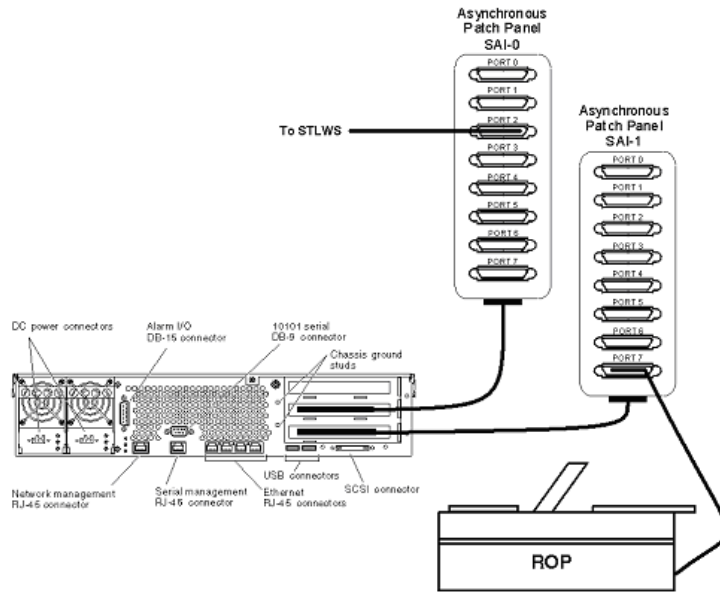 Asynchronous
Patch Panel
SAI-0
PORT 0
PORT 1
PORT 2
PORT 3
PORT 4
PORT 5
PORT 6
PORT 7
To STLWS
Asynchronous
Patch Panel
SAI-1
PORT 0
PORT 1
PORT 2
PORT 3
PORT 4
PORT 5
PORT 6
PORT 7
DC power connectors
Alarm I/O
DB-15 connector
10101 serial
DB-9 connector
Chassis ground
studs
Network management
RJ-45 connector
Serial management
RJ-45 connector
Ethernet
RJ-45 connectors
USB connectors
SCSI connector
ROP